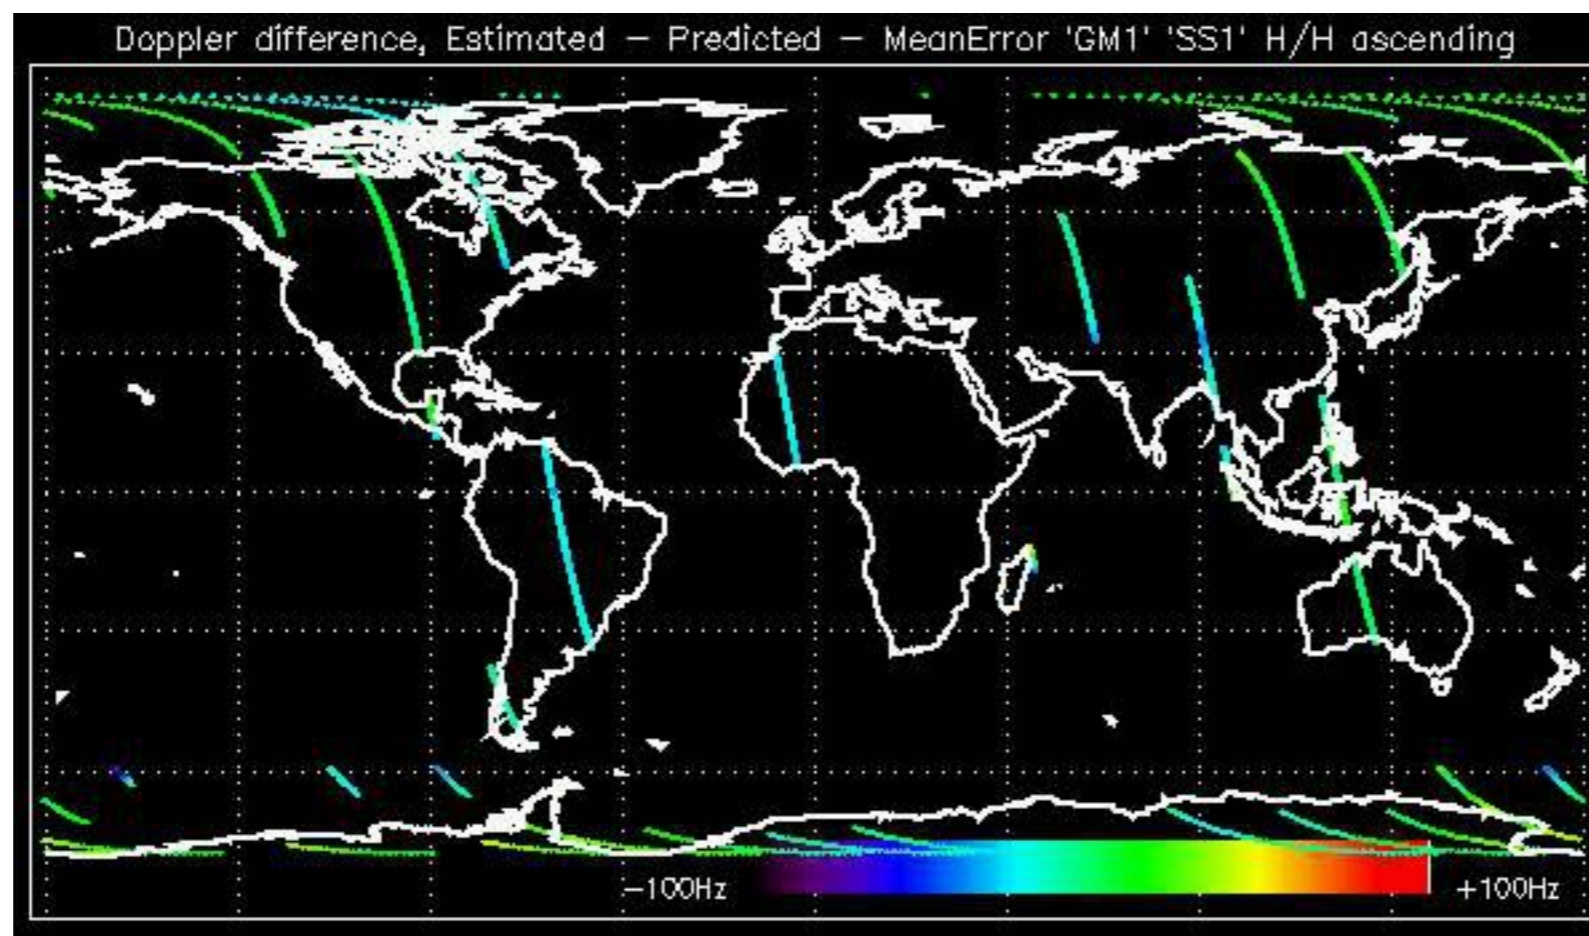 Doppler difference, Estimated – Predicted – MeanError 'GM1' 'SS1' H/H ascending
-100Hz
+100Hz